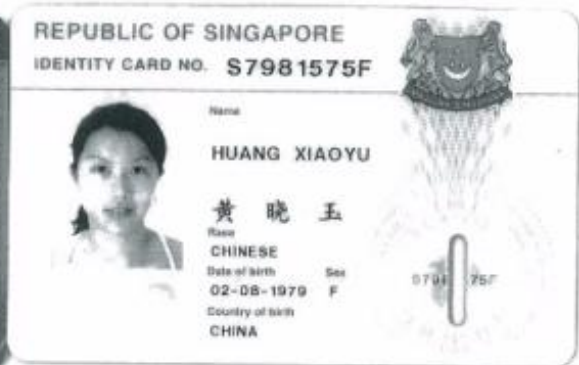 REPUBLIC OF SINGAPORE
IDENTITY CARD NO. S7981575F
Name
HUANG XIAOYU
黄 晓 玉
Race
CHINESE
Date of birth Sex
02-08-1979 F
Country of birth
CHINA